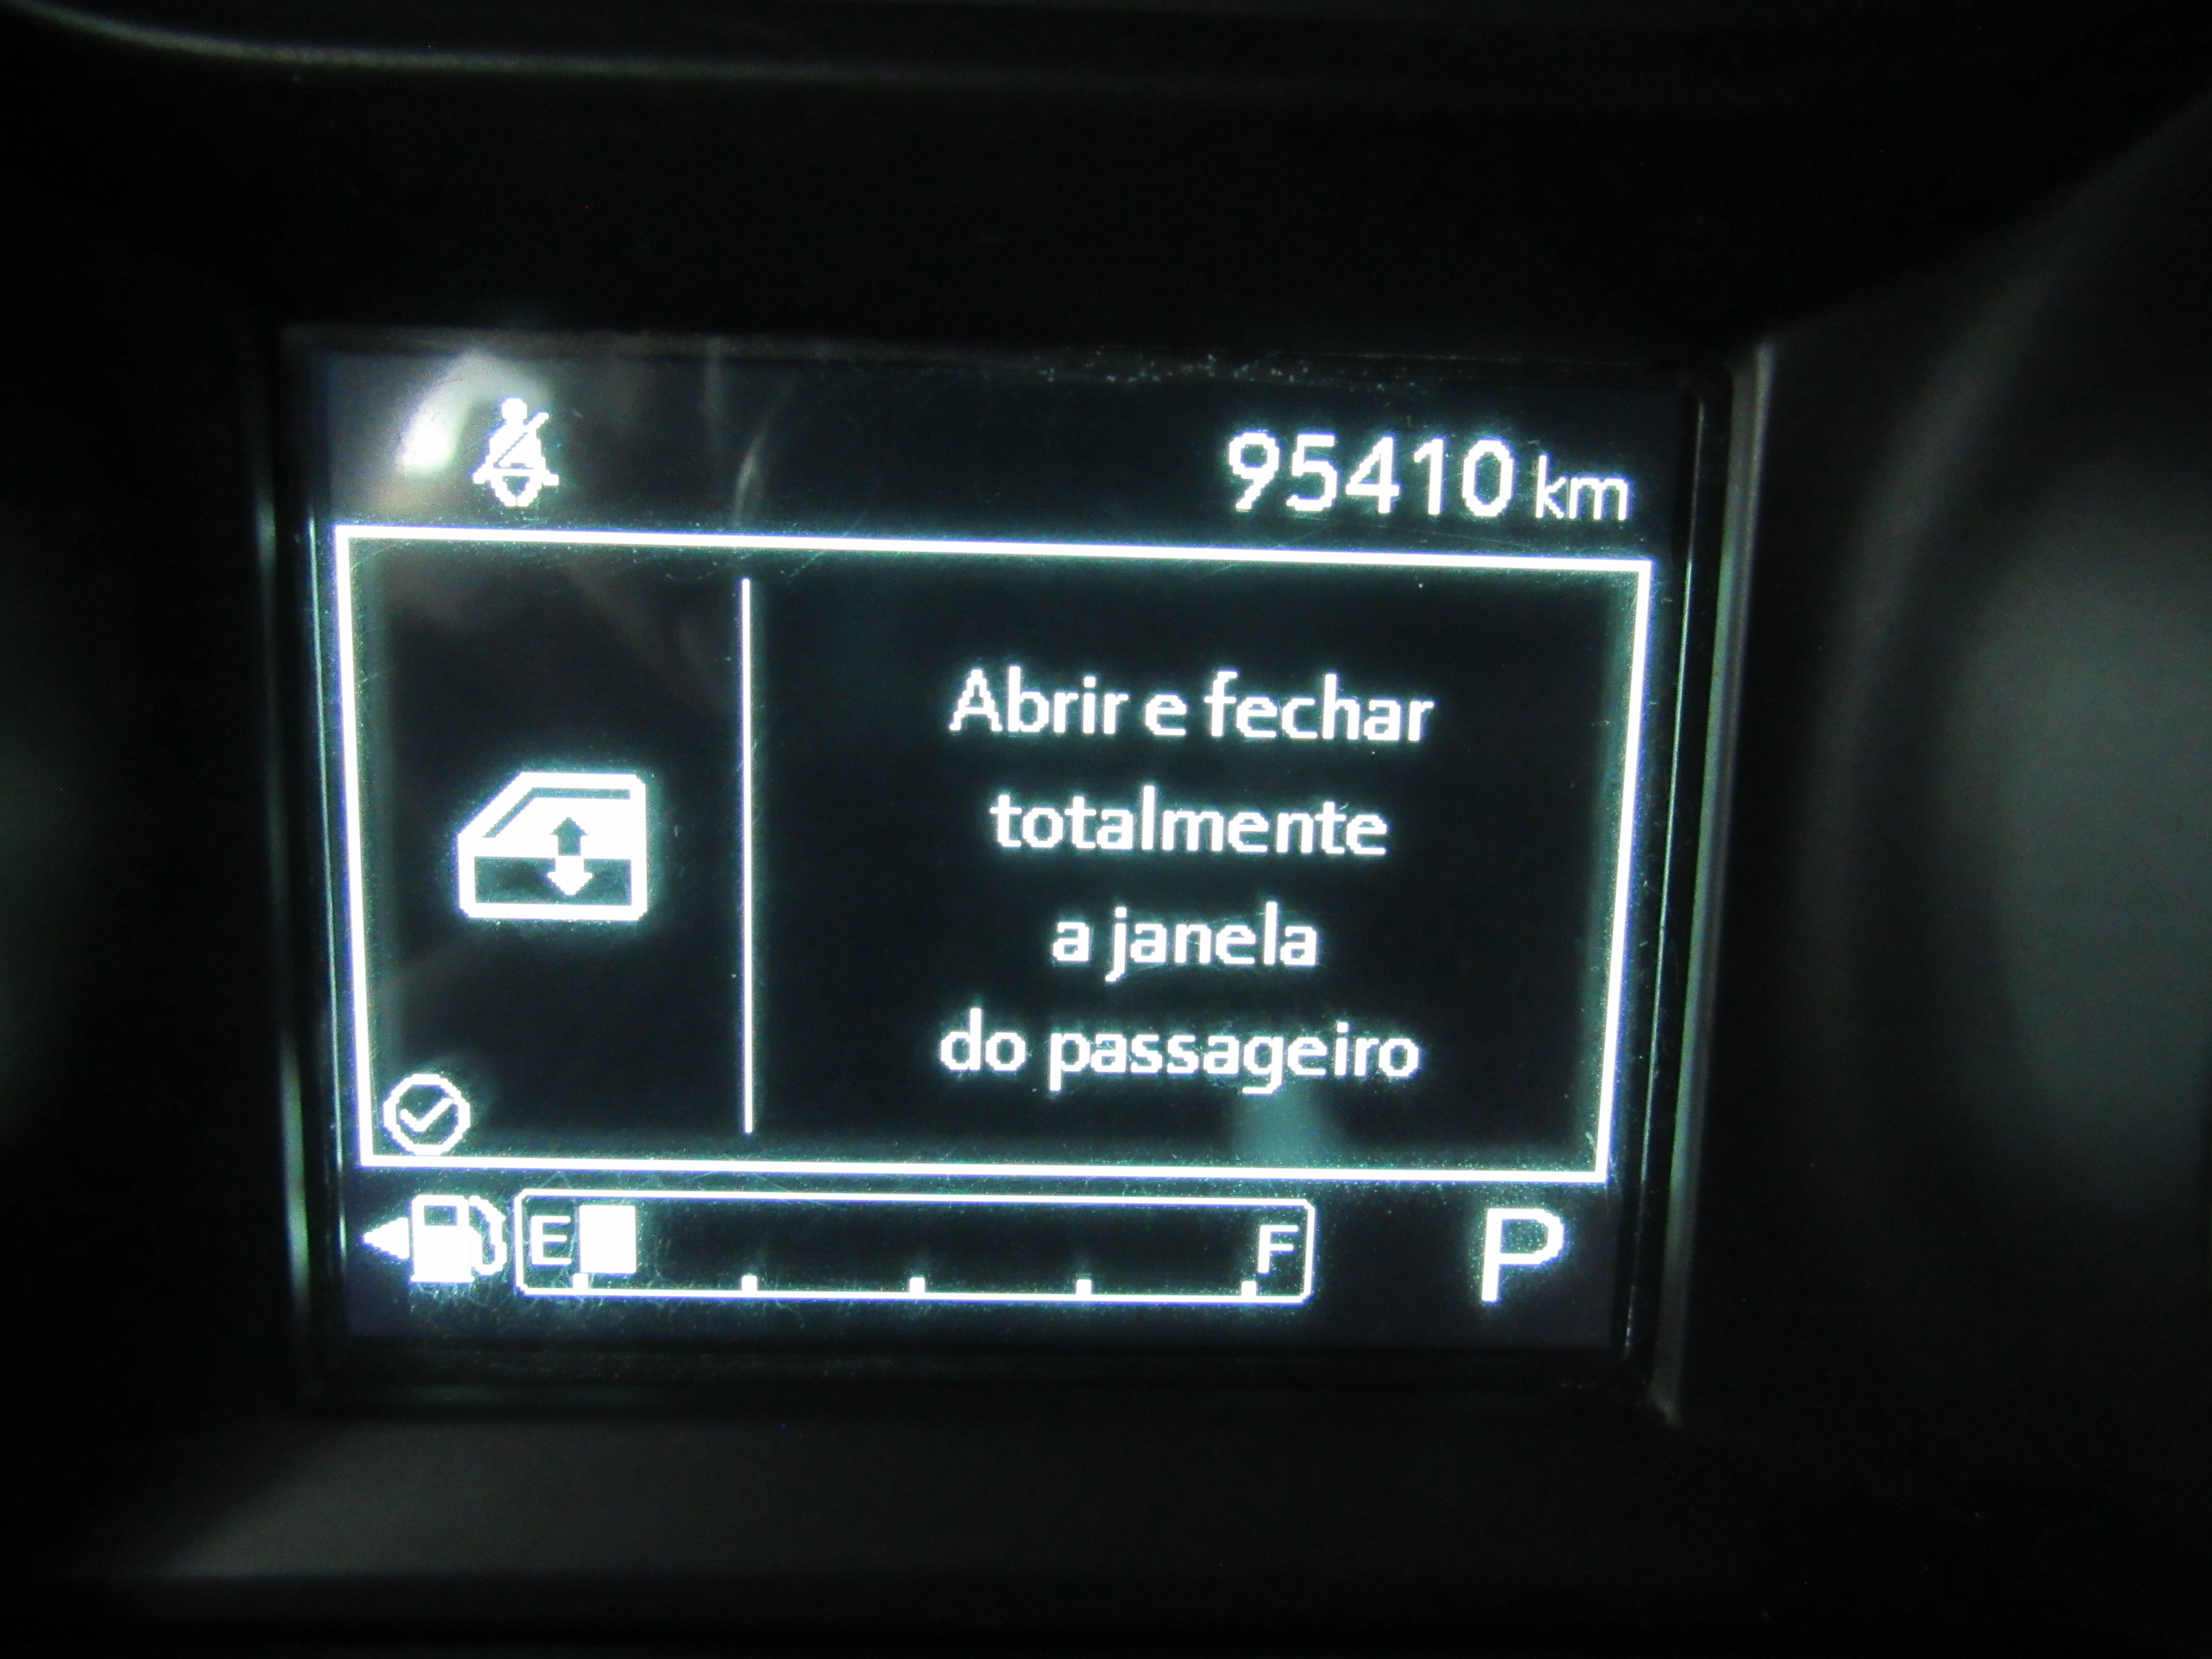 95410 km
Abrir e fechar
totalmente
a janela
do passageiro
E F P